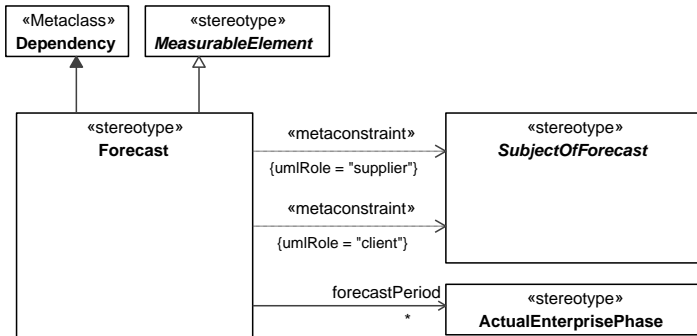 «Metaclass»
Dependency
«stereotype»
MeasurableElement
«stereotype»
Forecast
«metaconstraint»
{umlRole = "supplier"}
«metaconstraint»
{umlRole = "client"}
forecastPeriod
*
«stereotype»
SubjectOfForecast
«stereotype»
ActualEnterprisePhase